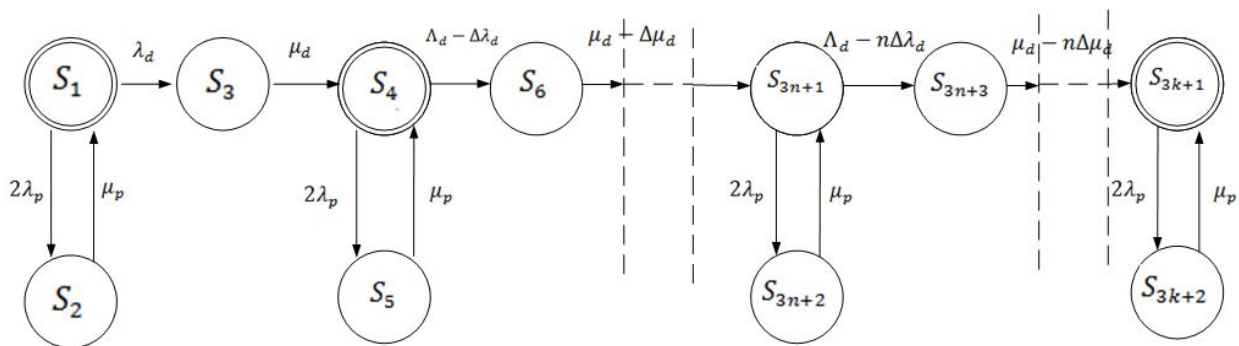 λ_d
μ_d
Λ_d − Δλ_d
μ_d − Δμ_d
Λ_d − nΔλ_d
μ_d − nΔμ_d
S_1
S_3
S_4
S_6
S_{3n+1}
S_{3n+3}
S_{3k+1}
2λ_p
μ_p
2λ_p
μ_p
2λ_p
μ_p
2λ_p
μ_p
S_2
S_5
S_{3n+2}
S_{3k+2}